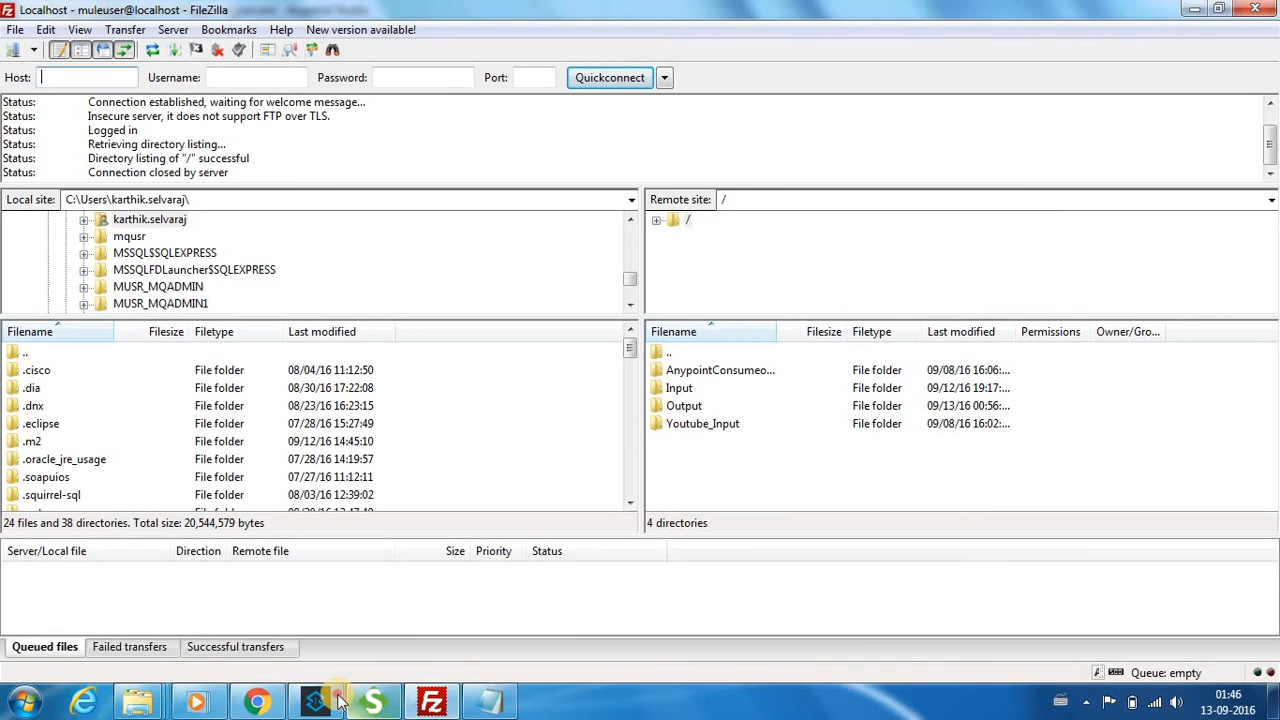 Localhost - muleuser@localhost - FileZilla
File Edit View Transfer Server Bookmarks Help New version available!
Host: Username: Password: Port: Quickconnect
Status: Connection established, waiting for welcome message...
Status: Insecure server, it does not support FTP over TLS.
Status: Logged in
Status: Retrieving directory listing...
Status: Directory listing of "/" successful
Status: Connection closed by server
Local site: C:\Users\karthik.selvaraj\ Remote site: /
karthik.selvaraj /
mqusr
MSSQL$SQLEXPRESS
MSSQLFDLauncher$SQLEXPRESS
MUSR_MQADMIN
MUSR_MQADMIN1
Filename Filesize Filetype Last modified Filename Filesize Filetype Last modified Permissions Owner/Gro...
.. ..
.cisco File folder 08/04/16 11:12:50 AnypointConsumeo... File folder 09/08/16 16:06:...
.dia File folder 08/30/16 17:22:08 Input File folder 09/12/16 19:17:...
.dnx File folder 08/23/16 16:23:15 Output File folder 09/13/16 00:56:...
.eclipse File folder 07/28/16 15:27:49 Youtube_Input File folder 09/08/16 16:02:...
.m2 File folder 09/12/16 14:45:10
.oracle_jre_usage File folder 07/28/16 14:19:57
.soapuios File folder 07/27/16 11:12:11
.squirrel-sql File folder 08/03/16 12:39:02
24 files and 38 directories. Total size: 20,544,579 bytes 4 directories
Server/Local file Direction Remote file Size Priority Status
Queued files Failed transfers Successful transfers
Queue: empty
01:46
13-09-2016